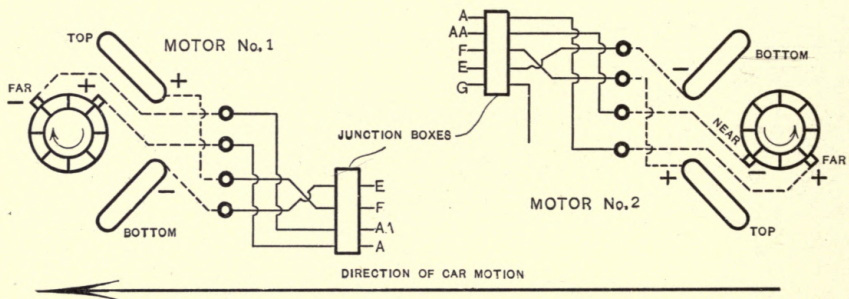 MOTOR No.1
TOP
+
FAR
−
+
−
BOTTOM
JUNCTION BOXES
E
F
A1
A
A
AA
F
E
G
−
BOTTOM
NEAR
−
FAR
+
+
TOP
MOTOR No.2
DIRECTION OF CAR MOTION